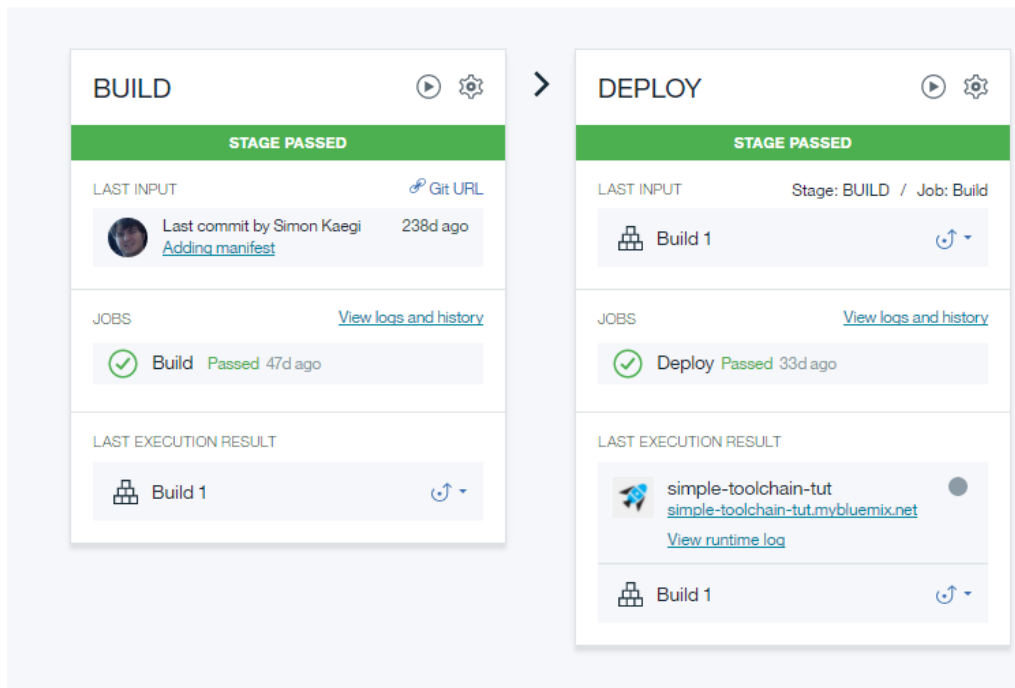 BUILD
STAGE PASSED
LAST INPUT Git URL
Last commit by Simon Kaegi 238d ago
Adding manifest
JOBS View logs and history
Build Passed 47d ago
LAST EXECUTION RESULT
Build 1
DEPLOY
STAGE PASSED
LAST INPUT Stage: BUILD / Job: Build
Build 1
JOBS View logs and history
Deploy Passed 33d ago
LAST EXECUTION RESULT
simple-toolchain-tut
simple-toolchain-tut.mybluemix.net
View runtime log
Build 1